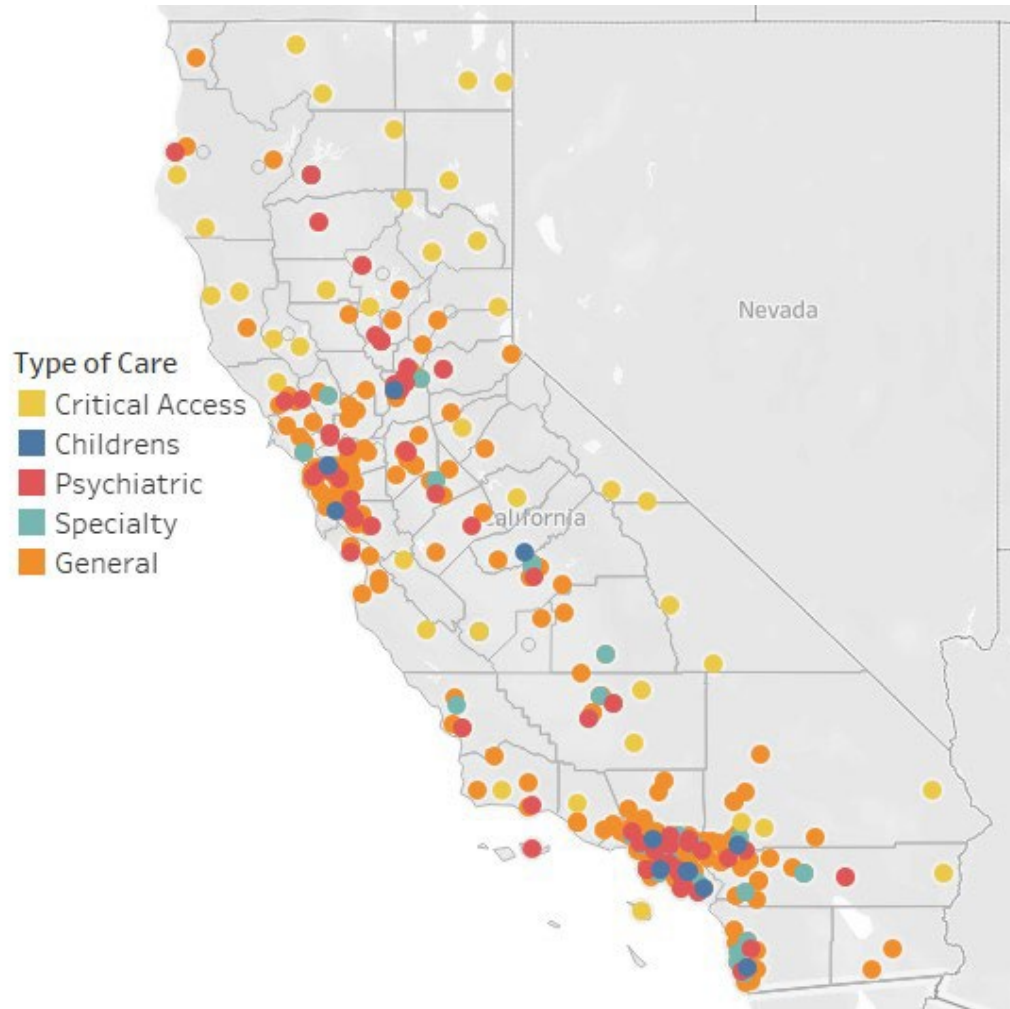 Nevada
Type of Care
Critical Access
Childrens
Psychiatric
Specialty
General
California